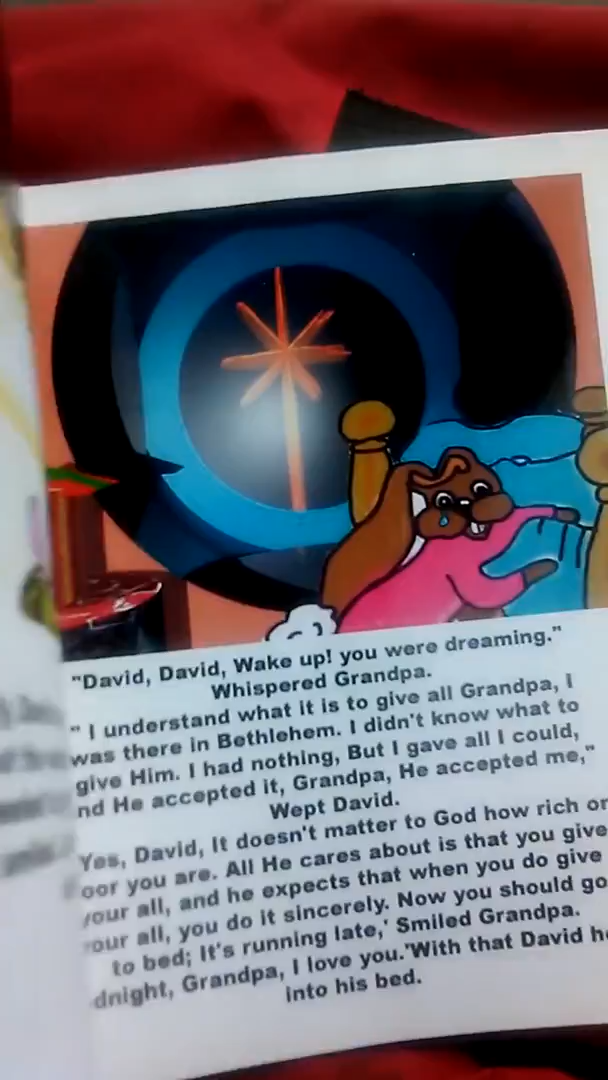 "David, David, Wake up! you were dreaming."
Whispered Grandpa.
" I understand what it is to give all Grandpa, I
was there in Bethlehem. I didn't know what to
give Him. I had nothing, But I gave all I could,
nd He accepted it, Grandpa, He accepted me,"
Wept David.
Yes, David, It doesn't matter to God how rich or
oor you are. All He cares about is that you give
your all, and he expects that when you do give
our all, you do it sincerely. Now you should go
to bed; It's running late,' Smiled Grandpa.
dnight, Grandpa, I love you.'With that David h
into his bed.